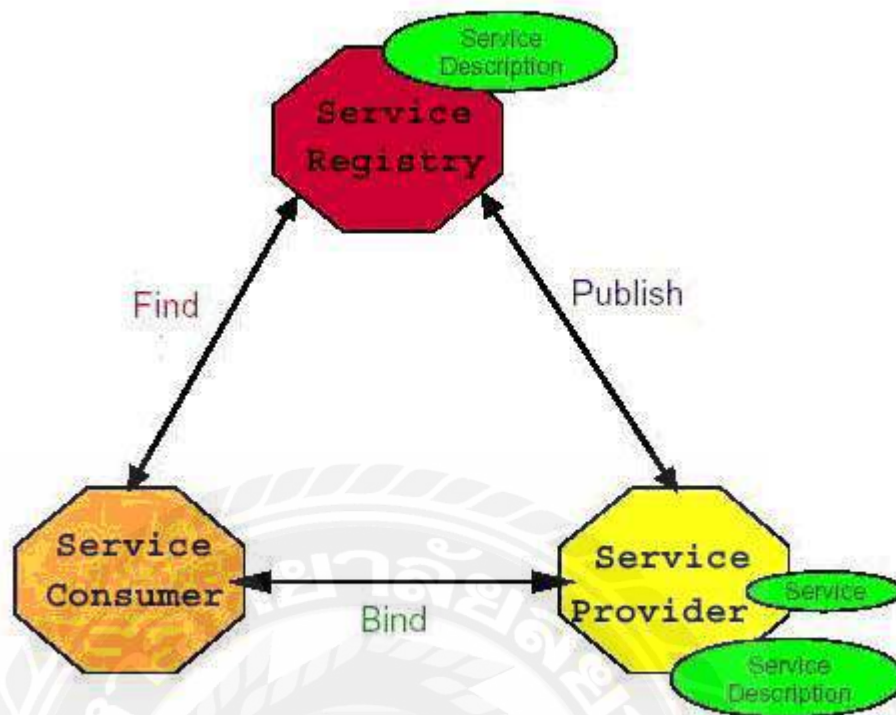 Service
Description
Service
Registry
Find
Publish
Service
Consumer
Bind
Service
Provider
Service
Service
Description